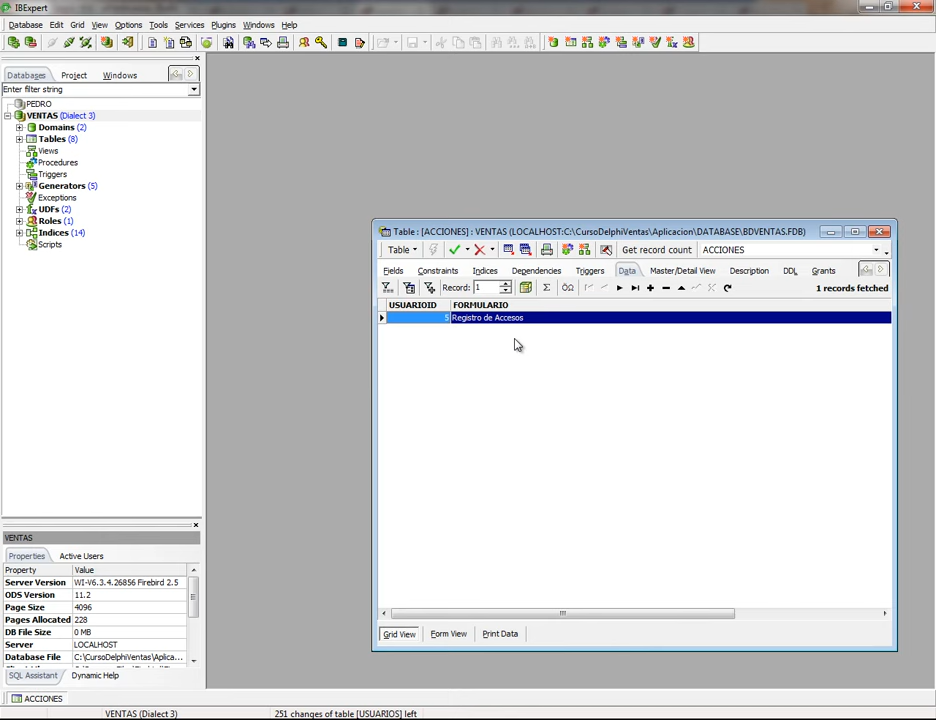 IBExpert
Database Edit Grid View Options Tools Services Plugins Windows Help
Databases Project Windows
Enter filter string
PEDRO
VENTAS (Dialect 3)
Domains (2)
Tables (8)
Views
Procedures
Triggers
Generators (5)
Exceptions
UDFs (2)
Roles (1)
Indices (14)
Scripts
Table : [ACCIONES] : VENTAS (LOCALHOST:C:\CursoDelphiVentas\Aplicacion\DATABASE\BDVENTAS.FDB)
Table Get record count ACCIONES
Fields Constraints Indices Dependencies Triggers Data Master/Detail View Description DDL Grants
Record: 1 1 records fetched
USUARIOID FORMULARIO
5 Registro de Accesos
Grid View Form View Print Data
VENTAS
Properties Active Users
Property Value
Server Version WI-V6.3.4.26856 Firebird 2.5
ODS Version 11.2
Page Size 4096
Pages Allocated 228
DB File Size 0 MB
Server LOCALHOST
Database File C:\CursoDelphiVentas\Aplica...
SQL Assistant Dynamic Help
ACCIONES
VENTAS (Dialect 3) 251 changes of table [USUARIOS] left